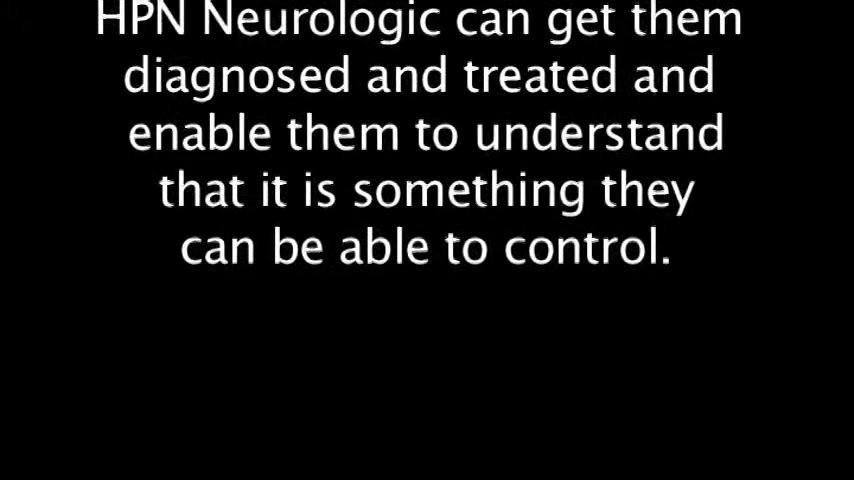 HPN Neurologic can get them
diagnosed and treated and
enable them to understand
that it is something they
can be able to control.